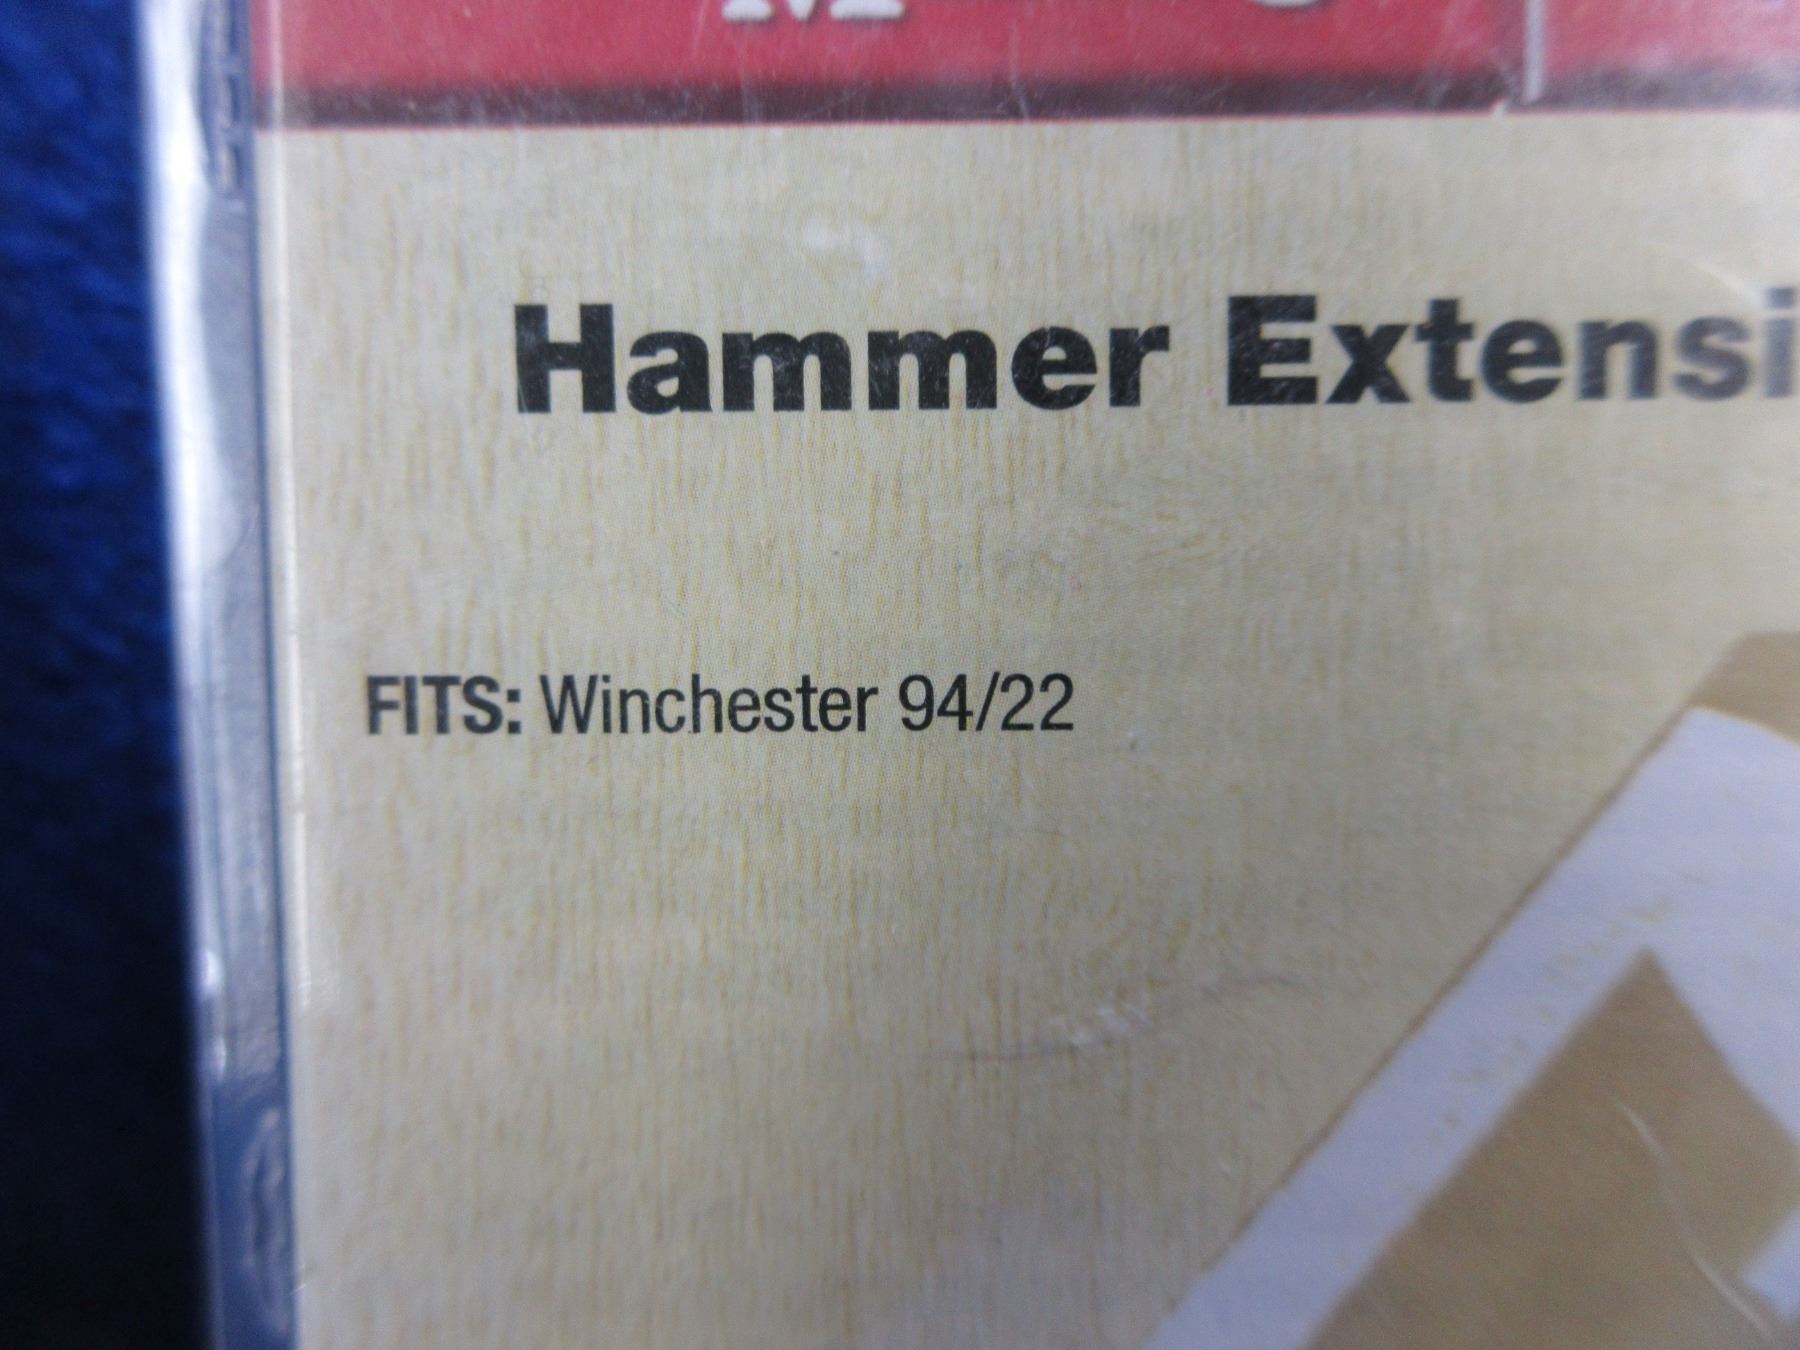 Hammer Extensi
FITS: Winchester 94/22